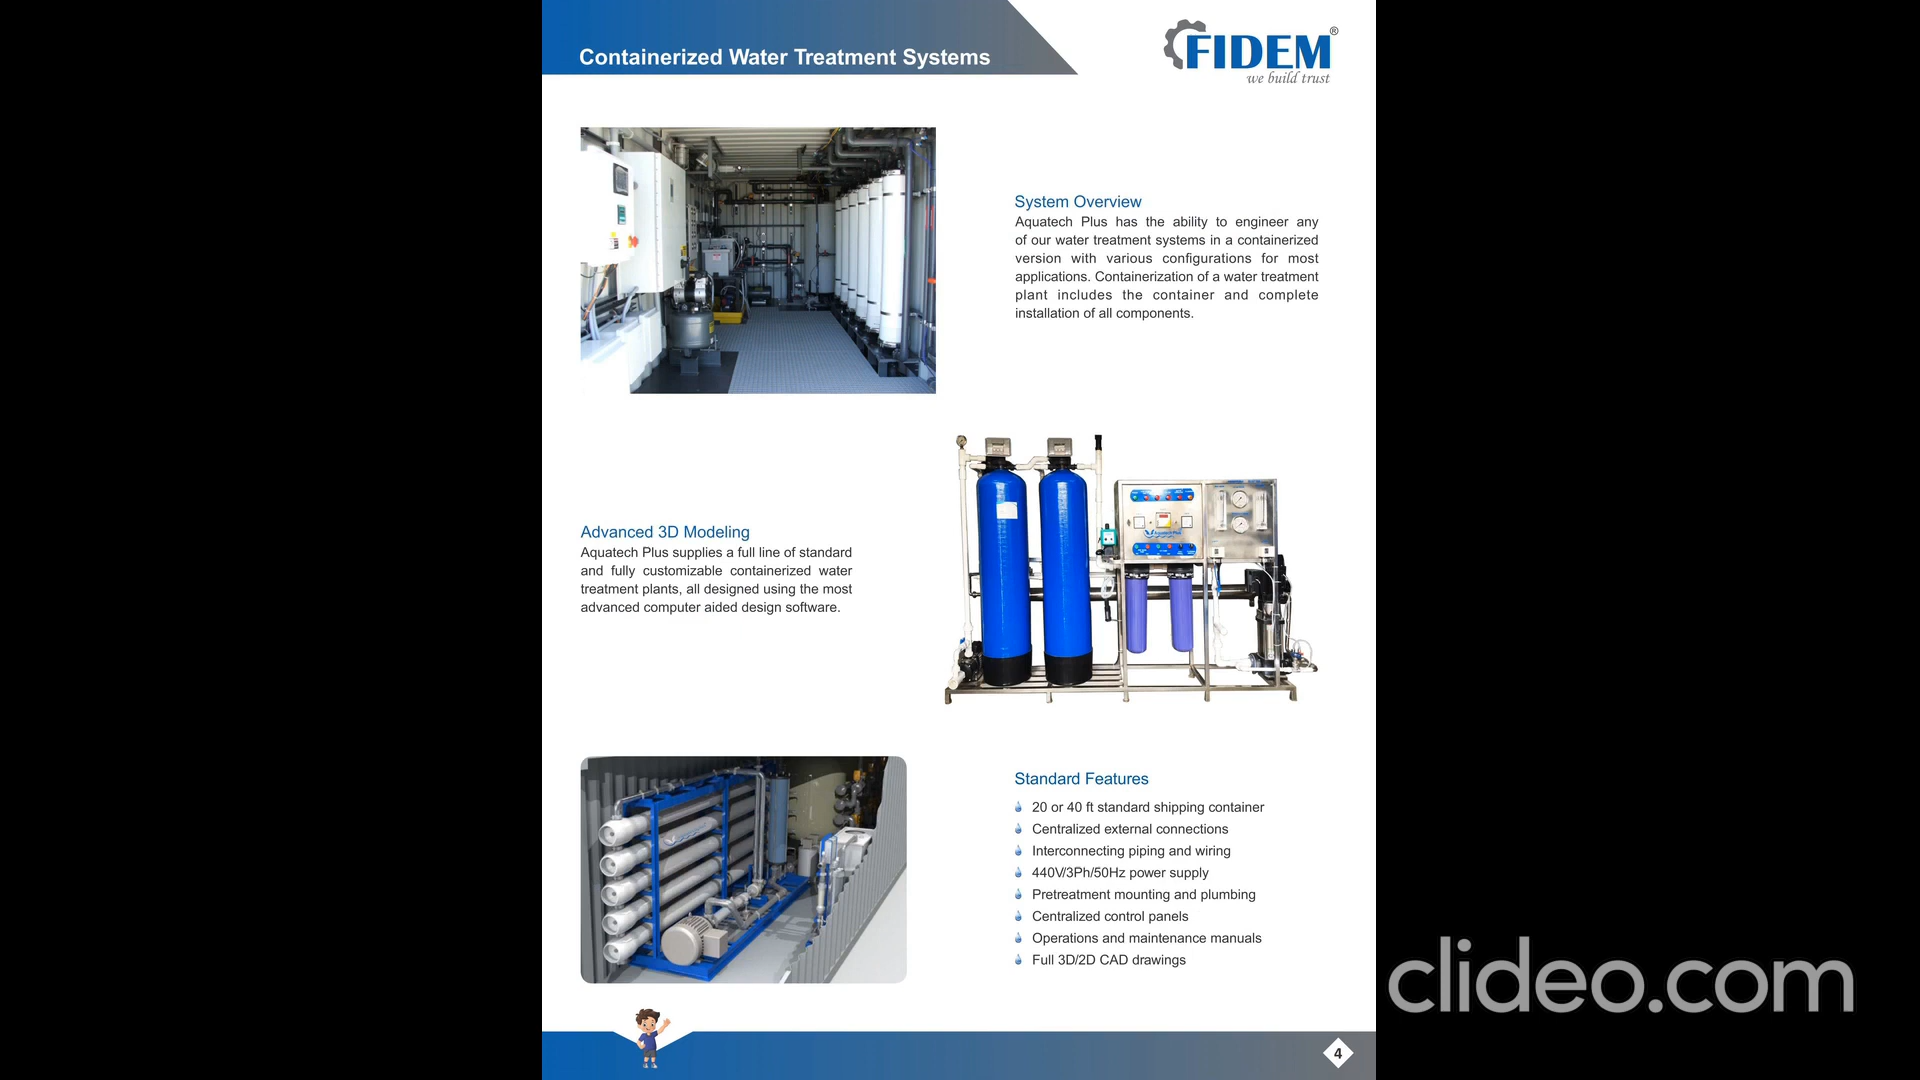 Containerized Water Treatment Systems
FIDEM®
we build trust
System Overview
Aquatech Plus has the ability to engineer any
of our water treatment systems in a containerized
version with various configurations for most
applications. Containerization of a water treatment
plant includes the container and complete
installation of all components.
Advanced 3D Modeling
Aquatech Plus supplies a full line of standard
and fully customizable containerized water
treatment plants, all designed using the most
advanced computer aided design software.
Aquatech Plus
Standard Features
20 or 40 ft standard shipping container
Centralized external connections
Interconnecting piping and wiring
440V/3Ph/50Hz power supply
Pretreatment mounting and plumbing
Centralized control panels
Operations and maintenance manuals
Full 3D/2D CAD drawings
4
clideo.com